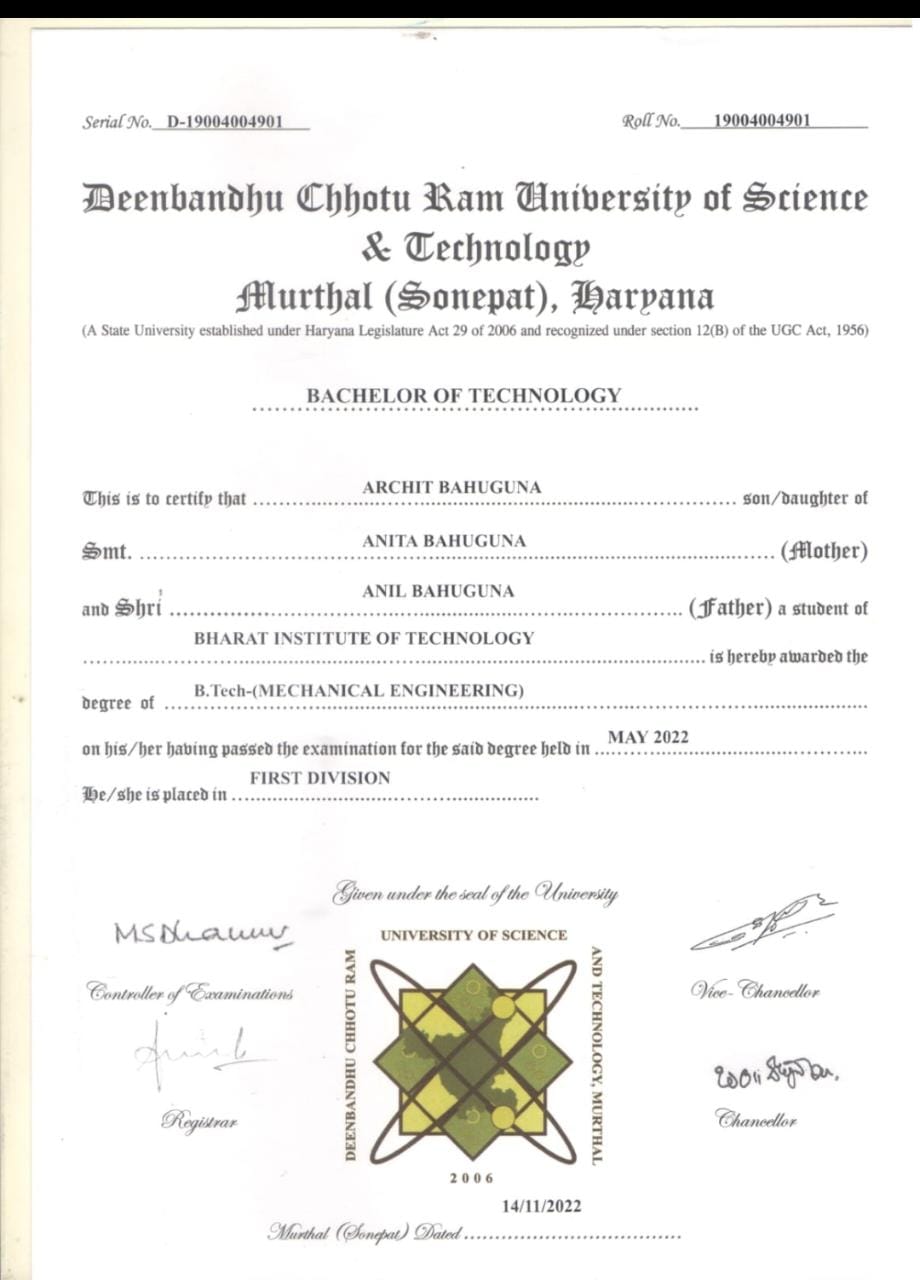 Serial No. D-19004004901 Roll No. 19004004901
Deenbandhu Chhotu Ram University of Science
& Technology
Murthal (Sonepat), Haryana
(A State University established under Haryana Legislature Act 29 of 2006 and recognized under section 12(B) of the UGC Act, 1956)
BACHELOR OF TECHNOLOGY
This is to certify that ARCHIT BAHUGUNA son/daughter of
Smt. ANITA BAHUGUNA (Mother)
and Shri ANIL BAHUGUNA (Father) a student of
BHARAT INSTITUTE OF TECHNOLOGY is hereby awarded the
degree of B.Tech-(MECHANICAL ENGINEERING)
on his/her having passed the examination for the said degree held in MAY 2022
He/she is placed in FIRST DIVISION
Given under the seal of the University
UNIVERSITY OF SCIENCE
DEENBANDHU CHHOTU RAM
AND TECHNOLOGY, MURTHAL
Controller of Examinations
Vice-Chancellor
Registrar
Chancellor
2006
14/11/2022
Murthal (Sonepat) Dated